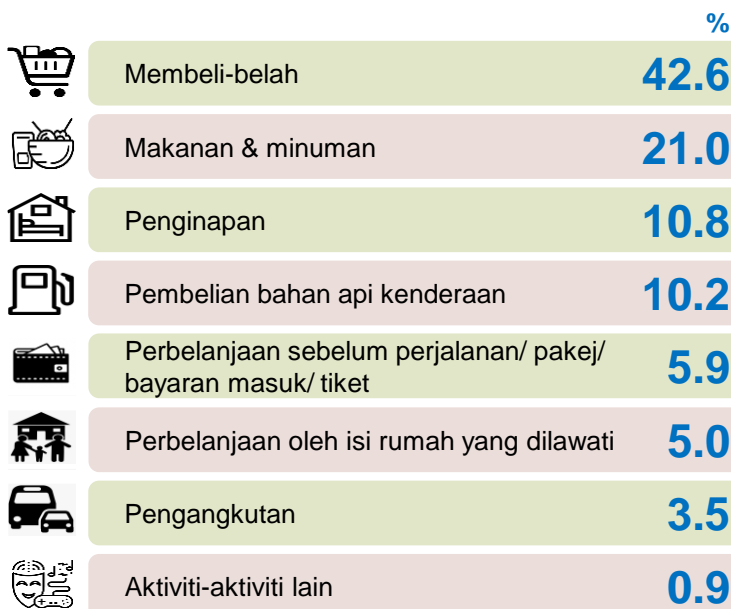 %
Membeli-belah 42.6
Makanan & minuman 21.0
Penginapan 10.8
Pembelian bahan api kenderaan 10.2
Perbelanjaan sebelum perjalanan/ pakej/
bayaran masuk/ tiket 5.9
Perbelanjaan oleh isi rumah yang dilawati 5.0
Pengangkutan 3.5
Aktiviti-aktiviti lain 0.9